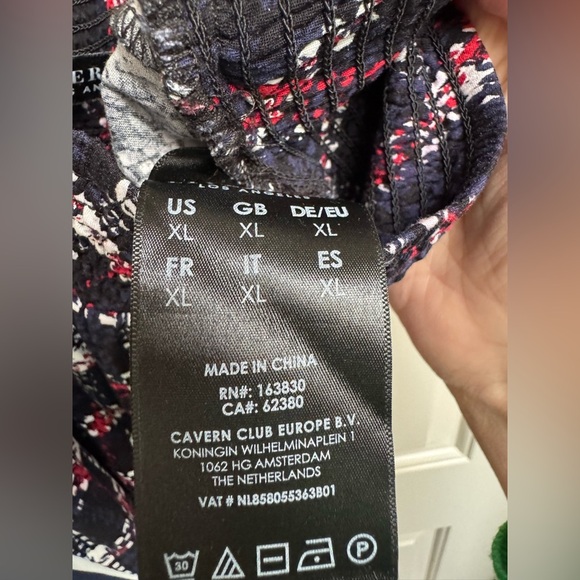 US GB DE/EU
XL XL XL
FR IT ES
XL XL XL
MADE IN CHINA
RN#: 163830
CA#: 62380
CAVERN CLUB EUROPE B.V.
KONINGIN WILHELMINAPLEIN 1
1062 HG AMSTERDAM
THE NETHERLANDS
VAT # NL858055363B01
30 P